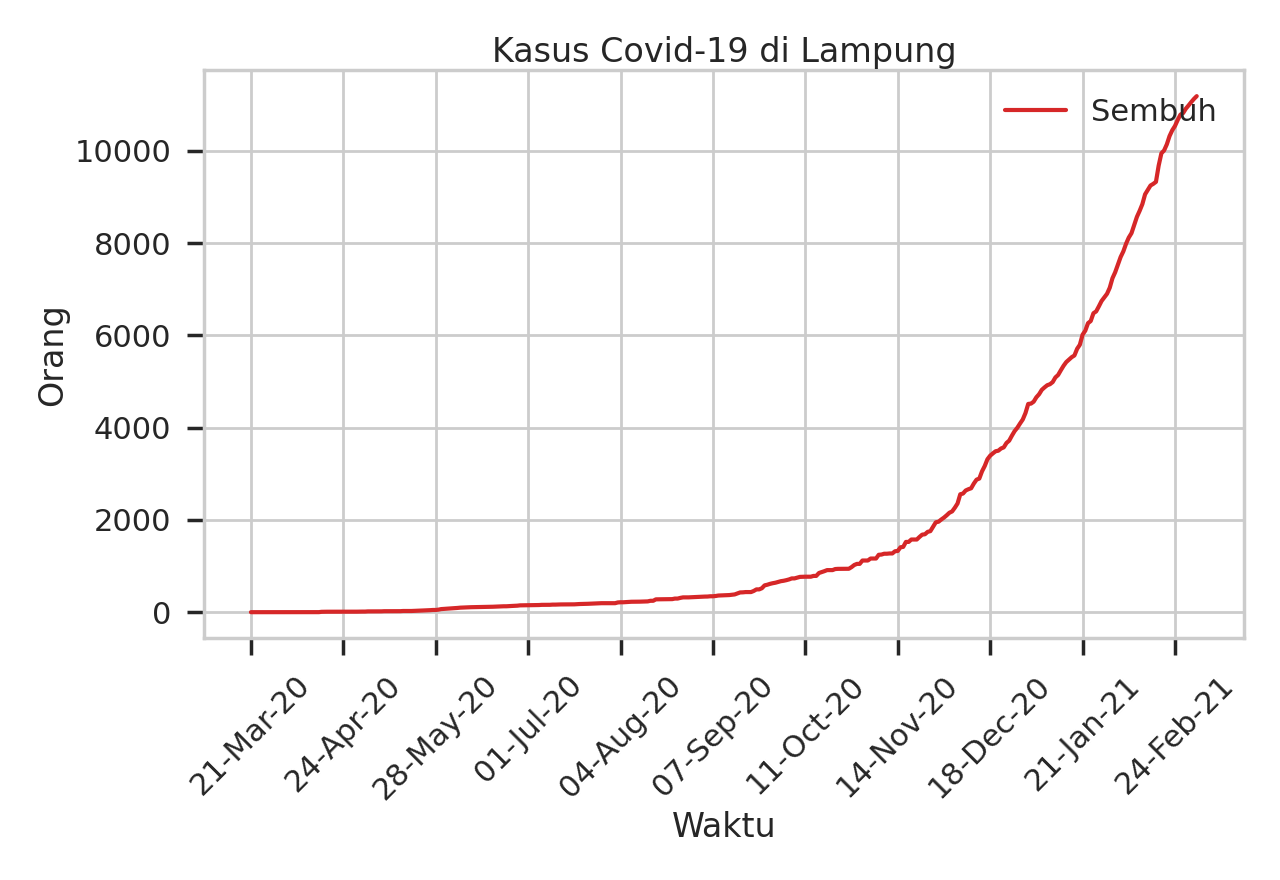 Kasus Covid-19 di Lampung
Sembuh
Orang
10000
8000
6000
4000
2000
0
21-Mar-20
24-Apr-20
28-May-20
01-Jul-20
04-Aug-20
07-Sep-20
11-Oct-20
14-Nov-20
18-Dec-20
21-Jan-21
24-Feb-21
Waktu